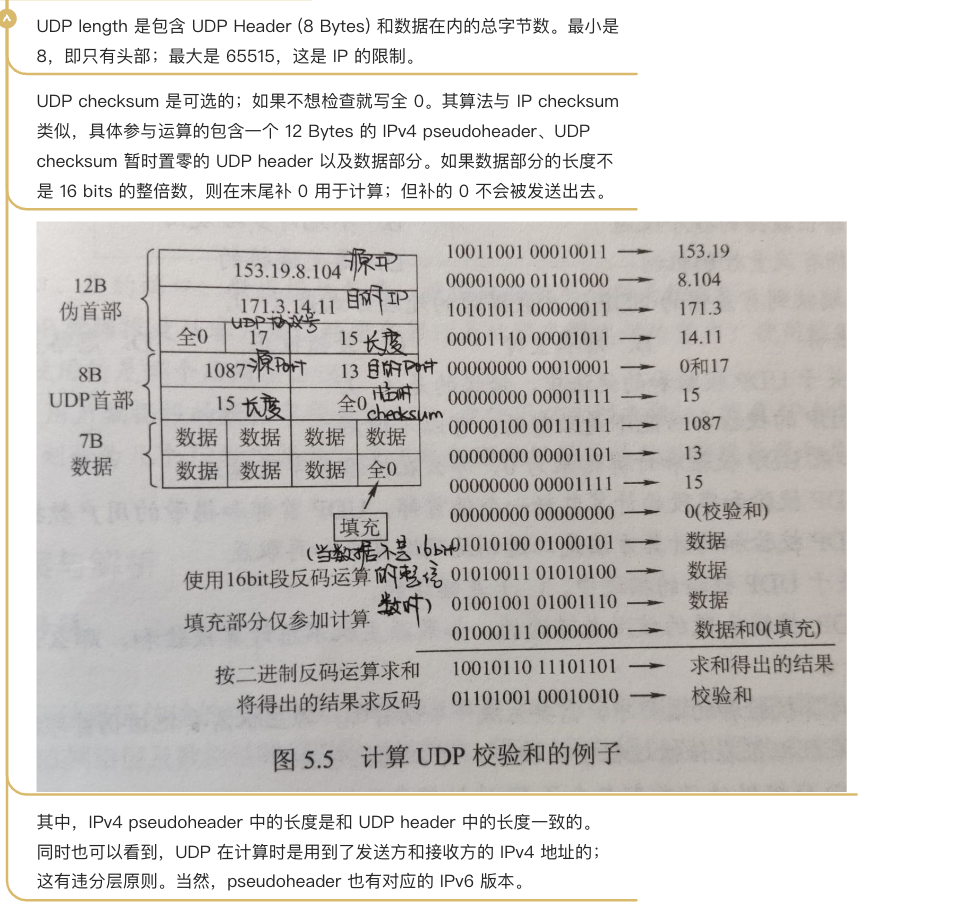 UDP length 是包含 UDP Header (8 Bytes) 和数据在内的总字节数。最小是
8，即只有头部；最大是 65515，这是 IP 的限制。
UDP checksum 是可选的；如果不想检查就写全 0。其算法与 IP checksum
类似，具体参与运算的包含一个 12 Bytes 的 IPv4 pseudoheader、UDP
checksum 暂时置零的 UDP header 以及数据部分。如果数据部分的长度不
是 16 bits 的整倍数，则在末尾补 0 用于计算；但补的 0 不会被发送出去。
12B
伪首部
153.19.8.104 源IP
171.3.14.11 目的IP
UDP协议号
全0 17 15 长度
8B
UDP首部
1087 源Port 13 目的Port
15 长度 全0 临时
checksum
7B
数据
数据 数据 数据 数据
数据 数据 数据 全0
填充
(当数据不是16bit
的整倍
数时)
使用16bit段反码运算
填充部分仅参加计算
10011001 00010011 → 153.19
00001000 01101000 → 8.104
10101011 00000011 → 171.3
00001110 00001011 → 14.11
00000000 00010001 → 0和17
00000000 00001111 → 15
00000100 00111111 → 1087
00000000 00001101 → 13
00000000 00001111 → 15
00000000 00000000 → 0(校验和)
01010100 01000101 → 数据
01010011 01010100 → 数据
01001001 01001110 → 数据
01000111 00000000 → 数据和0(填充)
按二进制反码运算求和 10010110 11101101 → 求和得出的结果
将得出的结果求反码 01101001 00010010 → 校验和
图 5.5 计算 UDP 校验和的例子
其中，IPv4 pseudoheader 中的长度是和 UDP header 中的长度一致的。
同时也可以看到，UDP 在计算时是用到了发送方和接收方的 IPv4 地址的；
这有违分层原则。当然，pseudoheader 也有对应的 IPv6 版本。